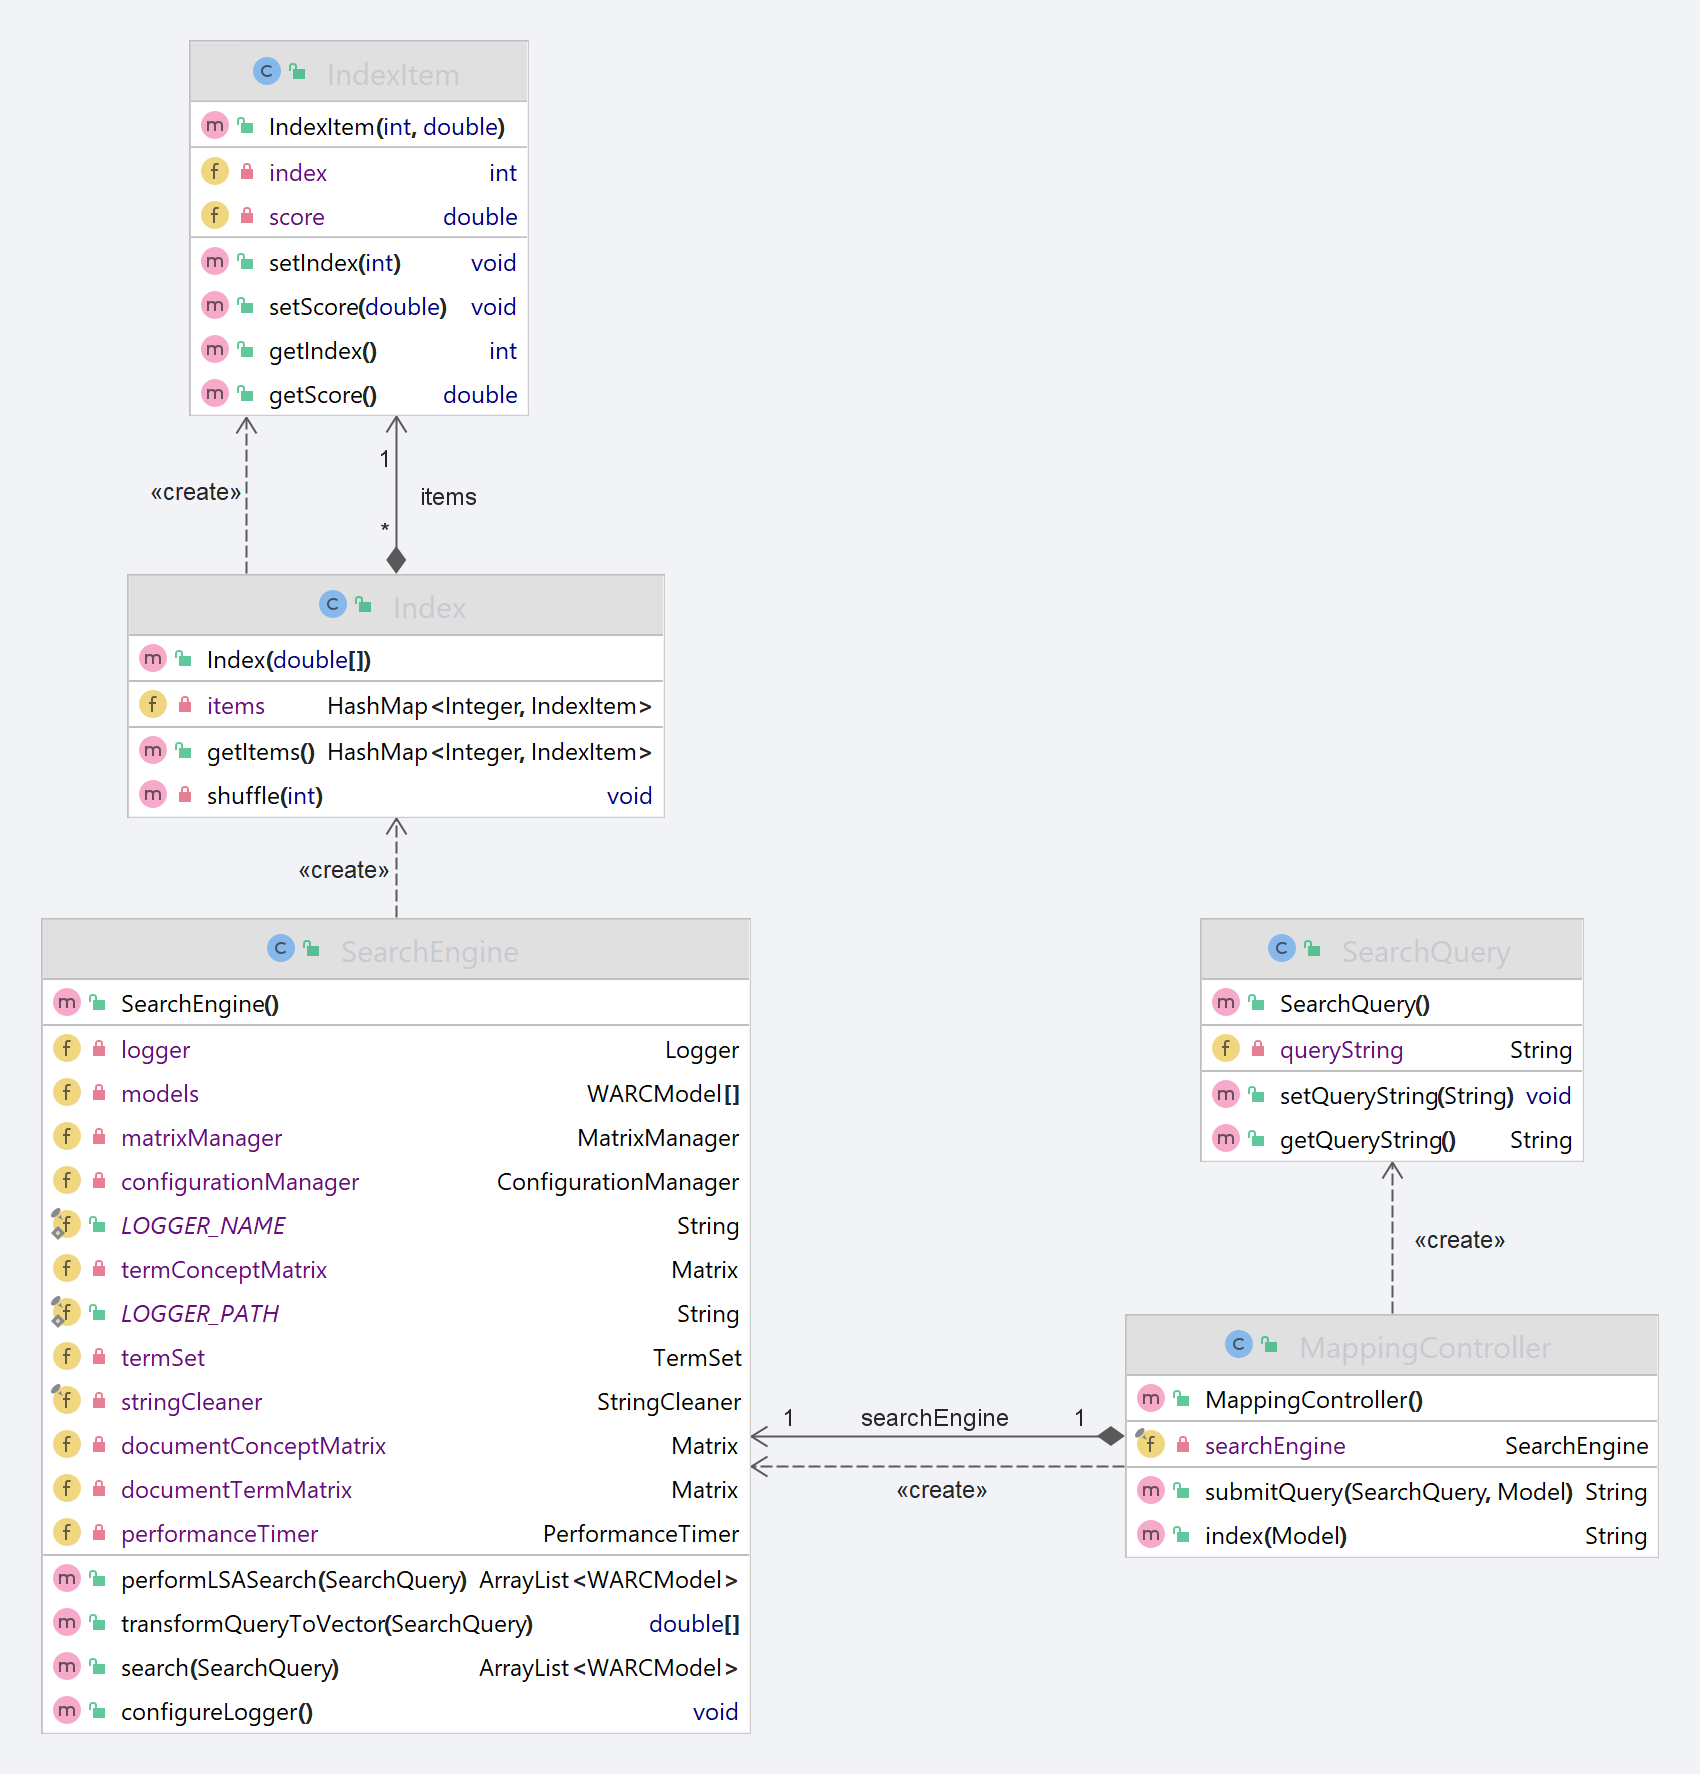 IndexItem
IndexItem(int, double)
index int
score double
setIndex(int) void
setScore(double) void
getIndex() int
getScore() double
1
«create»
items
*
Index
Index(double[])
items HashMap<Integer, IndexItem>
getItems() HashMap<Integer, IndexItem>
shuffle(int) void
«create»
SearchEngine
SearchEngine()
logger Logger
models WARCModel[]
matrixManager MatrixManager
configurationManager ConfigurationManager
LOGGER_NAME String
termConceptMatrix Matrix
LOGGER_PATH String
termSet TermSet
stringCleaner StringCleaner
documentConceptMatrix Matrix
documentTermMatrix Matrix
performanceTimer PerformanceTimer
performLSASearch(SearchQuery) ArrayList<WARCModel>
transformQueryToVector(SearchQuery) double[]
search(SearchQuery) ArrayList<WARCModel>
configureLogger() void
SearchQuery
SearchQuery()
queryString String
setQueryString(String) void
getQueryString() String
«create»
1 searchEngine 1
«create»
MappingController
MappingController()
searchEngine SearchEngine
submitQuery(SearchQuery, Model) String
index(Model) String